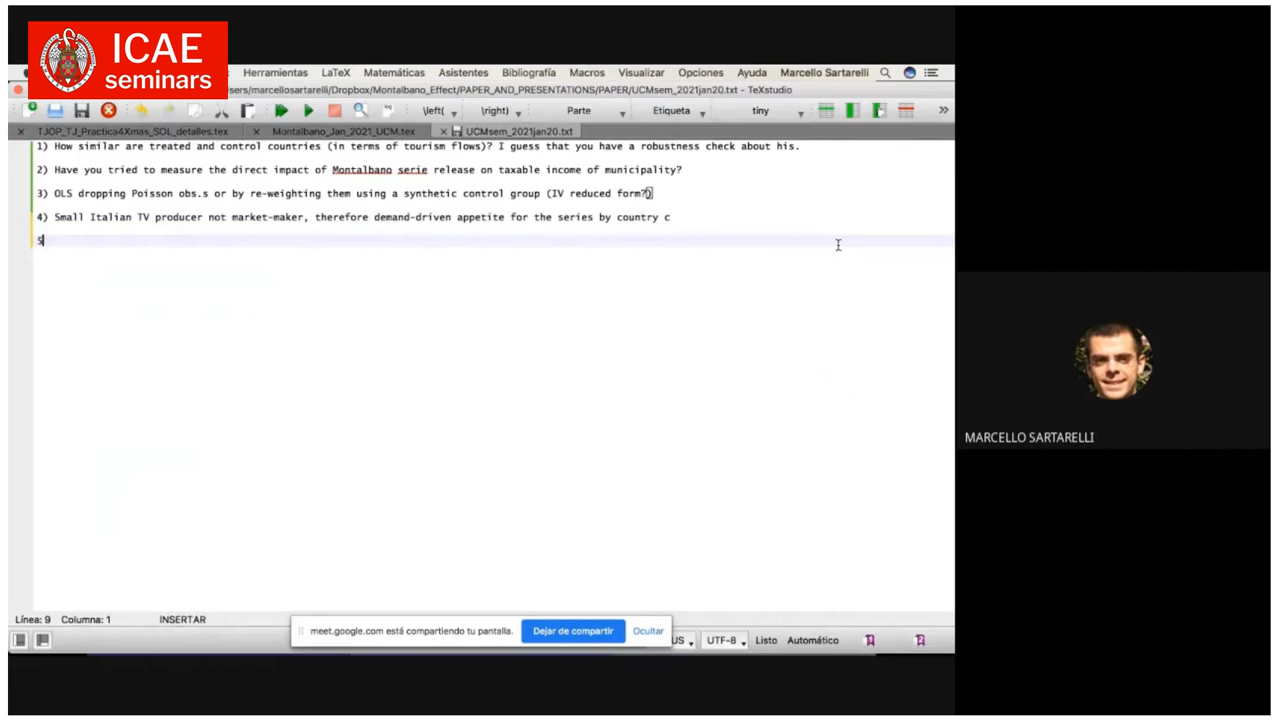 ICAE
seminars
Herramientas LaTeX Matemáticas Asistentes Bibliografía Macros Visualizar Opciones Ayuda Marcello Sartarelli
sers/marcellosartarelli/Dropbox/Montalbano_Effect/PAPER_AND_PRESENTATIONS/PAPER/UCMsem_2021jan20.txt - TeXstudio
\left( \right) Parte Etiqueta tiny »
TJOP_TJ_Practica4Xmas_SOL_detalles.tex Montalbano_Jan_2021_UCM.tex UCMsem_2021jan20.txt
1) How similar are treated and control countries (in terms of tourism flows)? I guess that you have a robustness check about his.
2) Have you tried to measure the direct impact of Montalbano serie release on taxable income of municipality?
3) OLS dropping Poisson obs.s or by re-weighting them using a synthetic control group (IV reduced form?)
4) Small Italian TV producer not market-maker, therefore demand-driven appetite for the series by country c
5
MARCELLO SARTARELLI
Línea: 9 Columna: 1 INSERTAR
meet.google.com está compartiendo tu pantalla. Dejar de compartir Ocultar
US UTF-8 Listo Automático